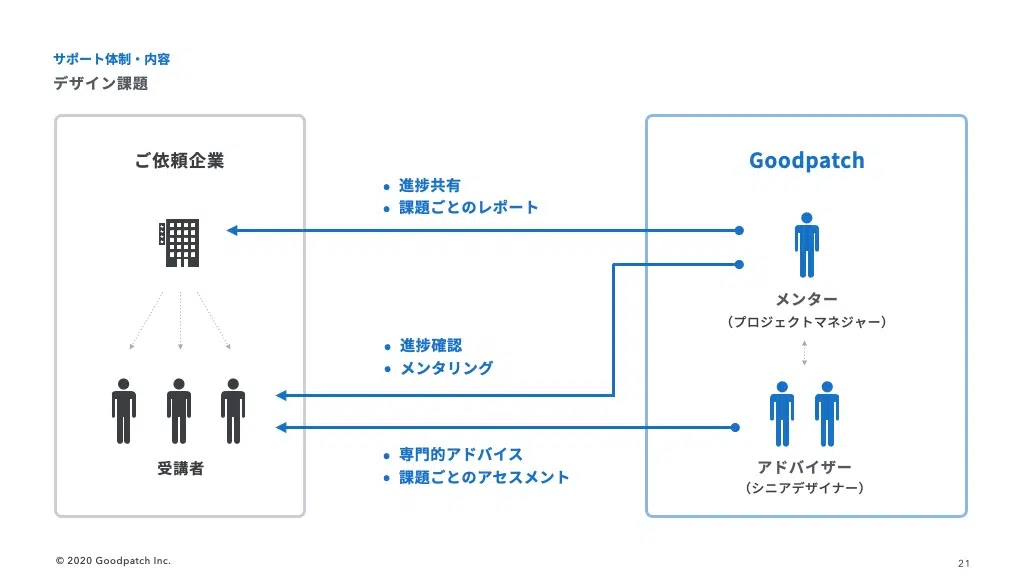 サポート体制・内容
デザイン課題
ご依頼企業
Goodpatch
• 進捗共有
• 課題ごとのレポート
メンター
（プロジェクトマネジャー）
• 進捗確認
• メンタリング
受講者
• 専門的アドバイス
• 課題ごとのアセスメント
アドバイザー
（シニアデザイナー）
© 2020 Goodpatch Inc.
21